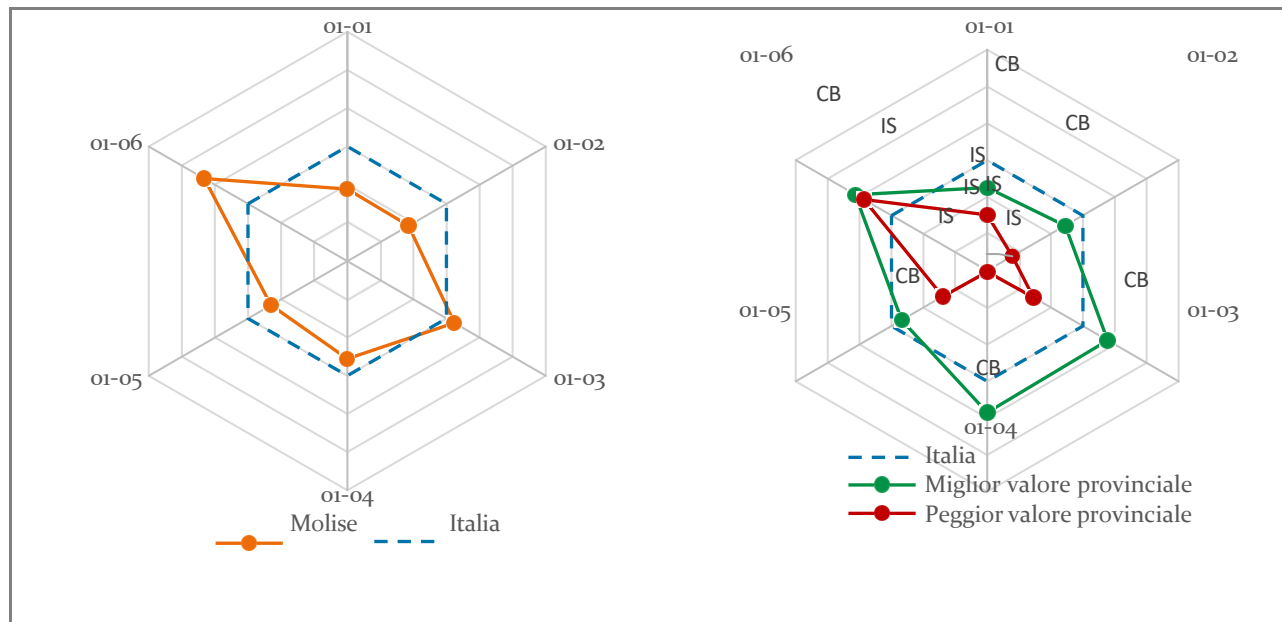 01-01
01-06
01-02
01-05
01-03
01-04
Molise
Italia
01-01
01-06
01-02
CB
CB
CB
IS
IS
IS
IS
IS
IS
CB
CB
01-05
01-03
CB
01-04
Italia
Miglior valore provinciale
Peggior valore provinciale